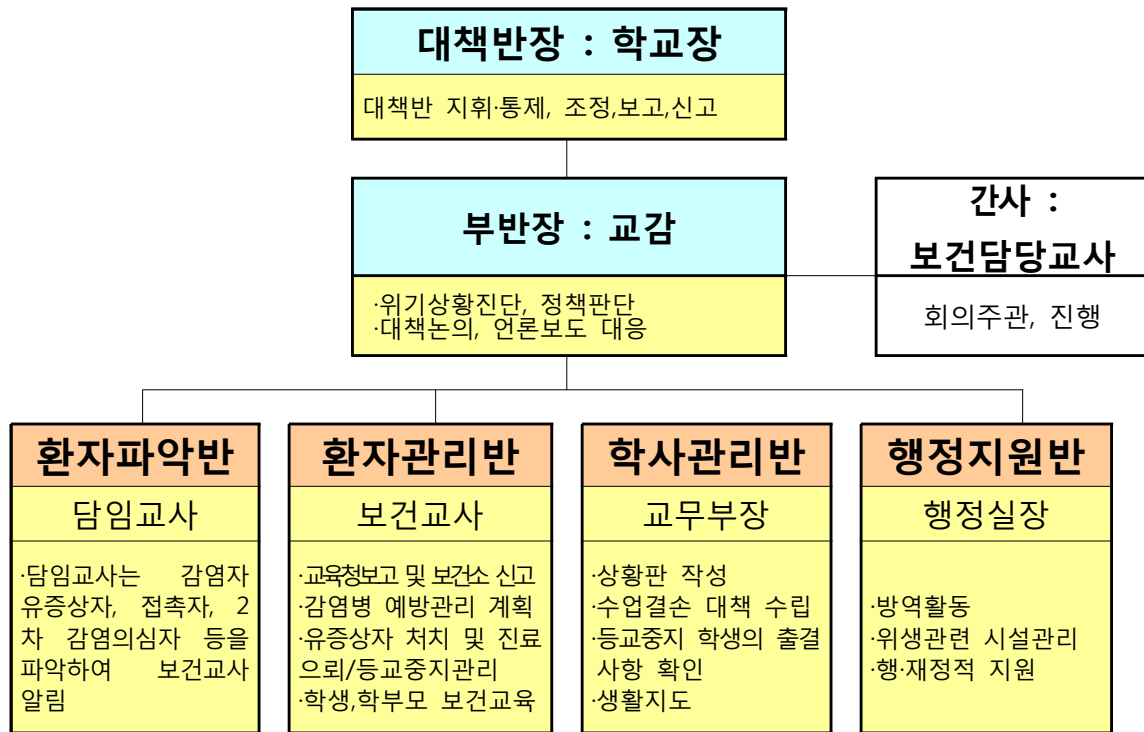 대책반장 : 학교장
대책반 지휘·통제, 조정,보고,신고
부반장 : 교감
·위기상황진단, 정책판단
·대책논의, 언론보도 대응
간사 :
보건담당교사
회의주관, 진행
환자파악반
담임교사
·담임교사는 감염자
유증상자, 접촉자, 2
차 감염의심자 등을
파악하여 보건교사
알림
환자관리반
보건교사
·교육청보고 및 보건소 신고
·감염병 예방관리 계획
·유증상자 처치 및 진료
으뢰/등교중지관리
·학생,학부모 보건교육
학사관리반
교무부장
·상황판 작성
·수업결손 대책 수립
·등교중지 학생의 출결
사항 확인
·생활지도
행정지원반
행정실장
·방역활동
·위생관련 시설관리
·행·재정적 지원